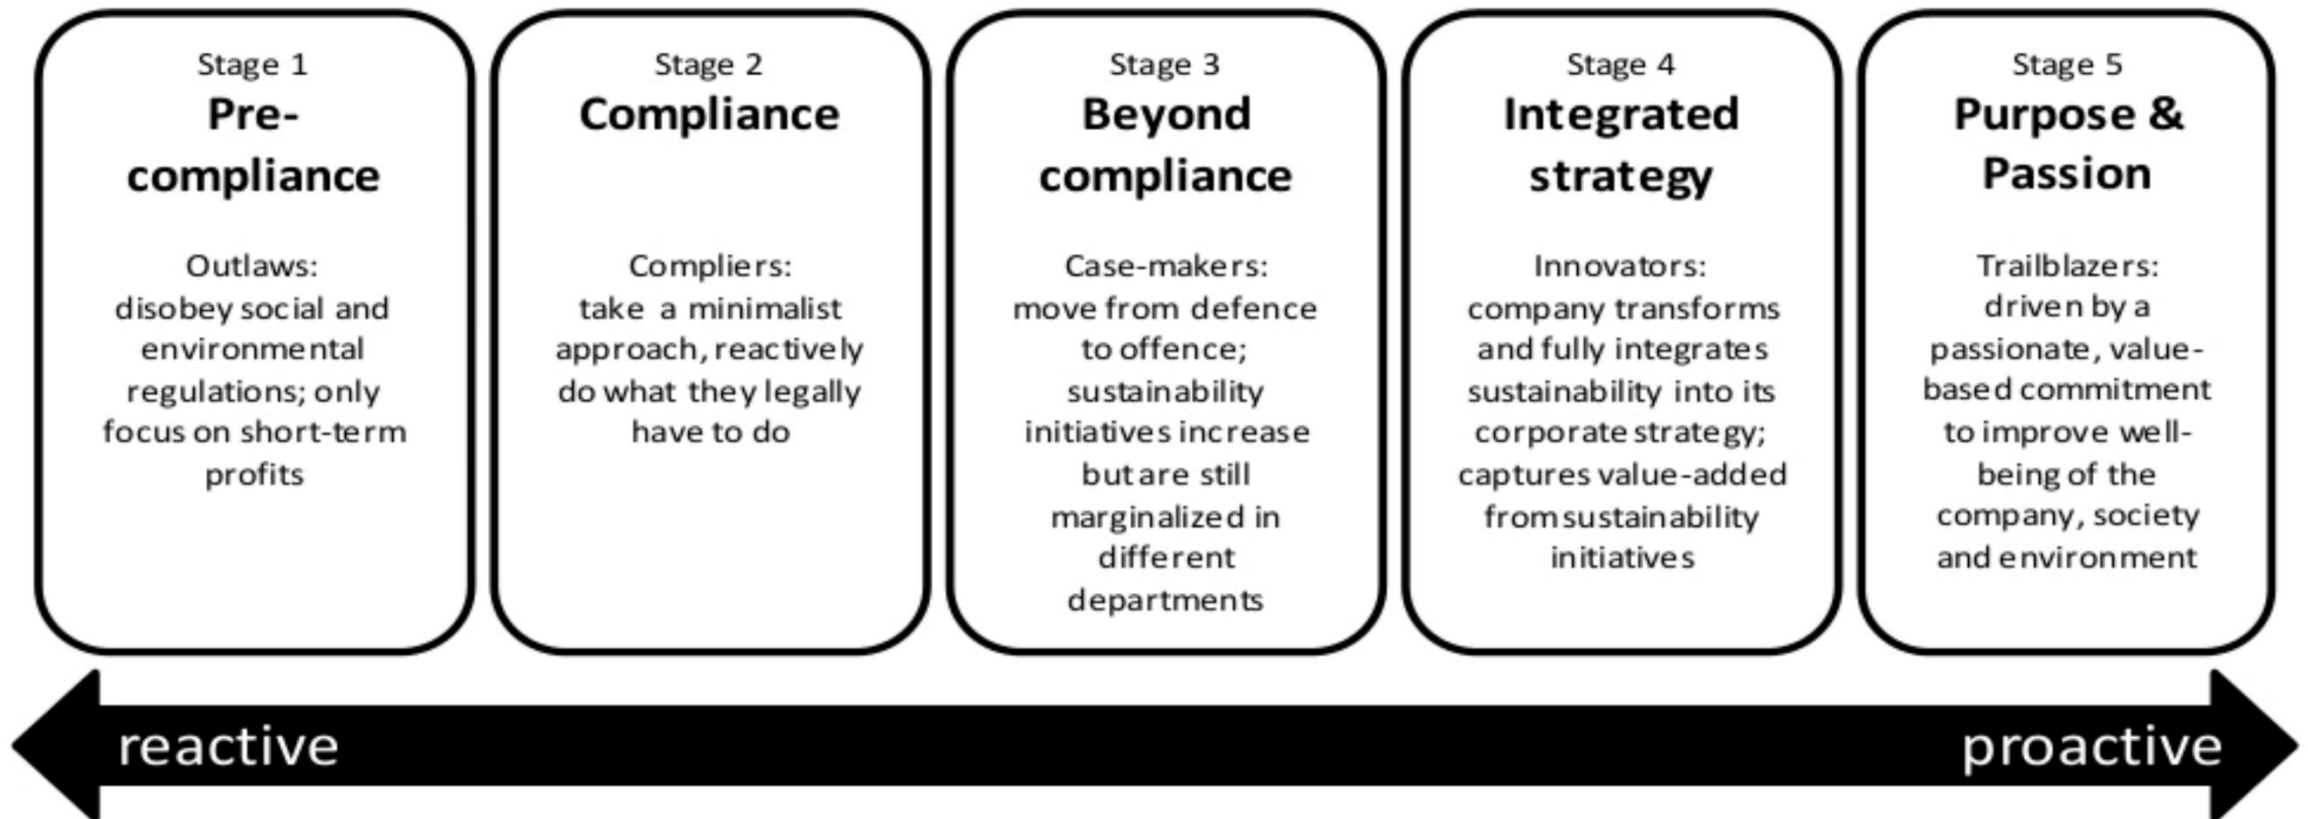 Stage 1
Pre-
compliance
Outlaws:
disobey social and
environmental
regulations; only
focus on short-term
profits
Stage 2
Compliance
Compliers:
take a minimalist
approach, reactively
do what they legally
have to do
Stage 3
Beyond
compliance
Case-makers:
move from defence
to offence;
sustainability
initiatives increase
but are still
marginalized in
different
departments
Stage 4
Integrated
strategy
Innovators:
company transforms
and fully integrates
sustainability into its
corporate strategy;
captures value-added
from sustainability
initiatives
Stage 5
Purpose &
Passion
Trailblazers:
driven by a
passionate, value-
based commitment
to improve well-
being of the
company, society
and environment
reactive
proactive